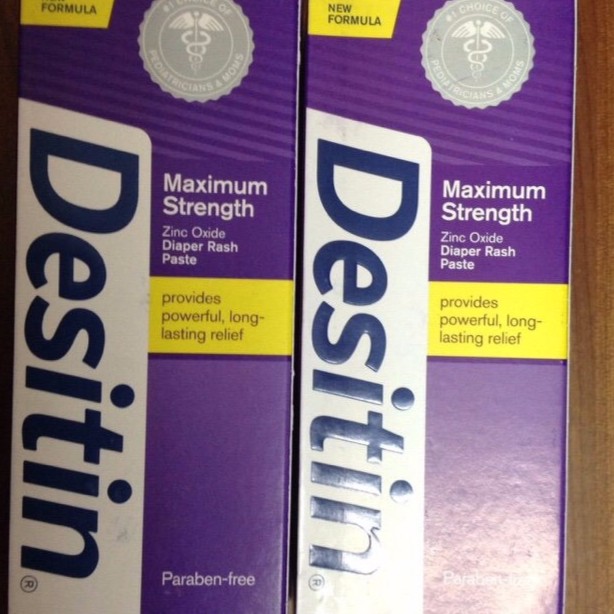 FORMULA
#1 CHOICE OF
PEDIATRICIANS & MOMS
Desitin®
Maximum
Strength
Zinc Oxide
Diaper Rash
Paste
provides
powerful, long-
lasting relief
Paraben-free
NEW
FORMULA
#1 CHOICE OF
PEDIATRICIANS & MOMS
Desitin®
Maximum
Strength
Zinc Oxide
Diaper Rash
Paste
provides
powerful, long-
lasting relief
Paraben-free